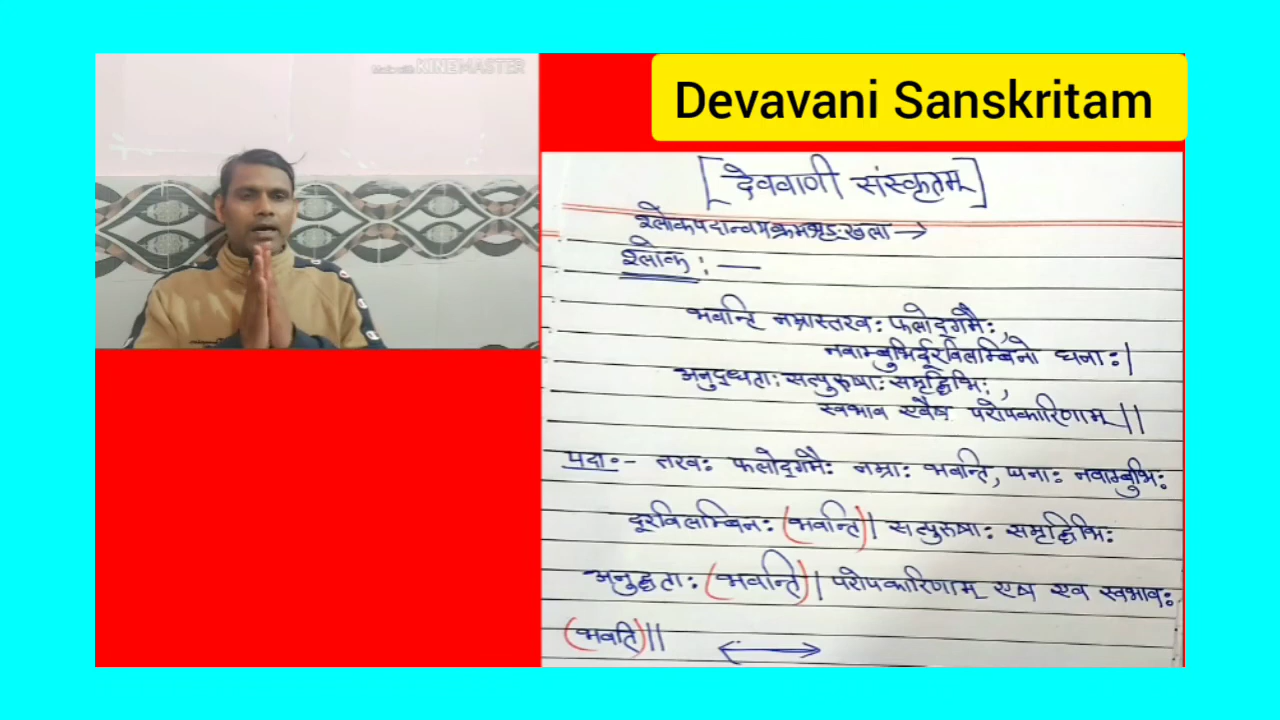 Made with KINEMASTER
Devavani Sanskritam
[देववाणी संस्कृतम्]
श्लोकपदान्वयक्रमशृङ्खला →
श्लोक : —
भवन्ति नम्रास्तरवः फलोद्गमैः,
नवाम्बुभिर्दूरविलम्बिनो घनाः|
अनुद्धताः सत्पुरुषाः समृद्धिभिः,
स्वभाव एवैष परोपकारिणाम् ||
पदा॰:- तरवः फलोद्गमैः नम्राः भवन्ति, घनाः नवाम्बुभिः
दूरविलम्बिनः (भवन्ति)| सत्पुरुषाः समृद्धिभिः
अनुद्धताः (भवन्ति)| परोपकारिणाम् एष एव स्वभावः
(भवति)||